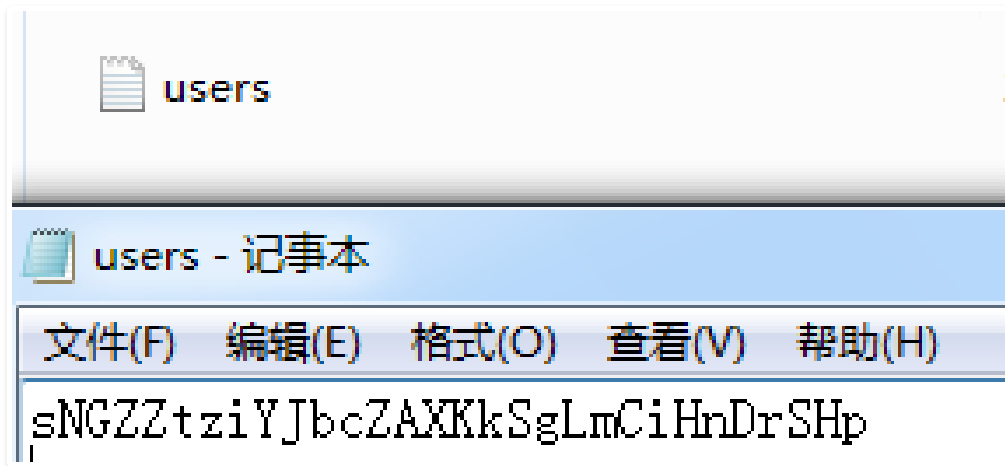 users
users - 记事本
文件(F) 编辑(E) 格式(O) 查看(V) 帮助(H)
sNGZZtziYJbcZAXKkSgLmCiHnDrSHp